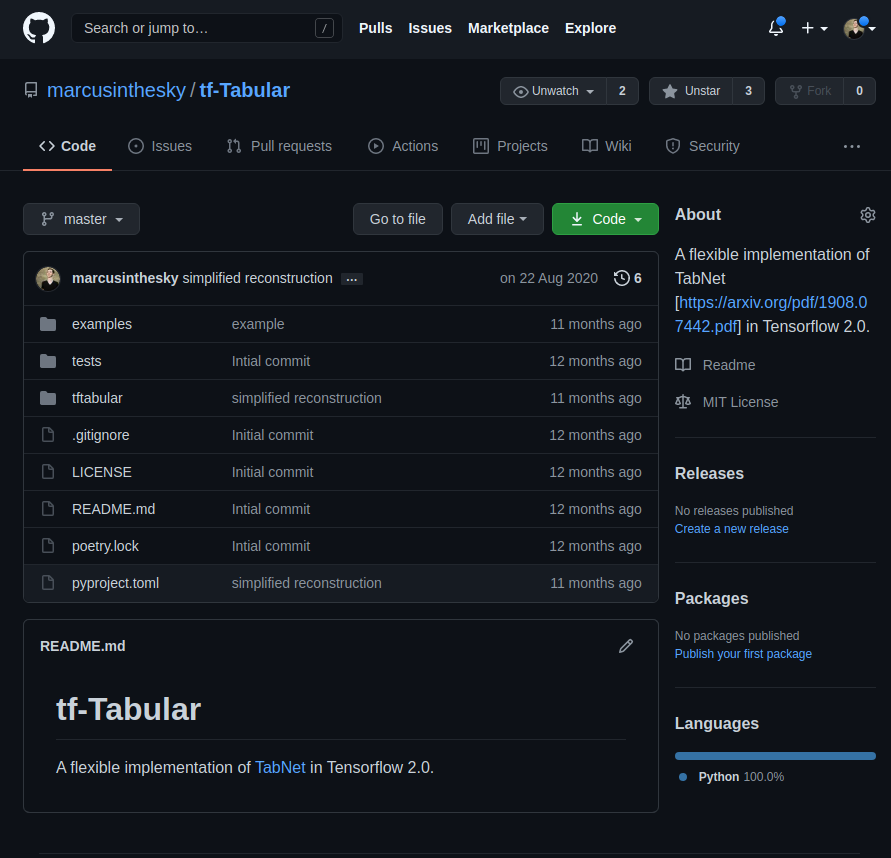 Search or jump to…
/
Pulls Issues Marketplace Explore
marcusinthesky / tf-Tabular
Unwatch 2
Unstar 3
Fork 0
Code Issues Pull requests Actions Projects Wiki Security
master
Go to file
Add file
Code
marcusinthesky simplified reconstruction … on 22 Aug 2020 6
examples example 11 months ago
tests Intial commit 12 months ago
tftabular simplified reconstruction 11 months ago
.gitignore Initial commit 12 months ago
LICENSE Initial commit 12 months ago
README.md Intial commit 12 months ago
poetry.lock Intial commit 12 months ago
pyproject.toml simplified reconstruction 11 months ago
README.md
tf-Tabular
A flexible implementation of TabNet in Tensorflow 2.0.
About
A flexible implementation of
TabNet
[https://arxiv.org/pdf/1908.0
7442.pdf] in Tensorflow 2.0.
Readme
MIT License
Releases
No releases published
Create a new release
Packages
No packages published
Publish your first package
Languages
Python 100.0%